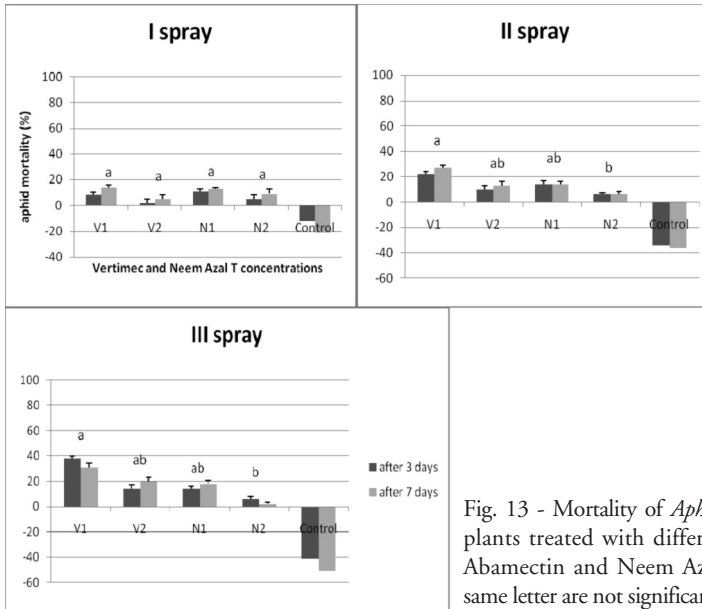 I spray
aphid mortality (%)
100
80
60
40
20
0
-20
-40
a
a
a
a
V1
V2
N1
N2
Control
Vertimec and Neem Azal T concentrations
II spray
100
80
60
40
20
0
-20
-40
-60
a
ab
ab
b
V1
V2
N1
N2
Control
III spray
100
80
60
40
20
0
-20
-40
-60
a
ab
ab
b
V1
V2
N1
N2
Control
after 3 days
after 7 days
Fig. 13 - Mortality of Aph
plants treated with differ
Abamectin and Neem Az
same letter are not significan